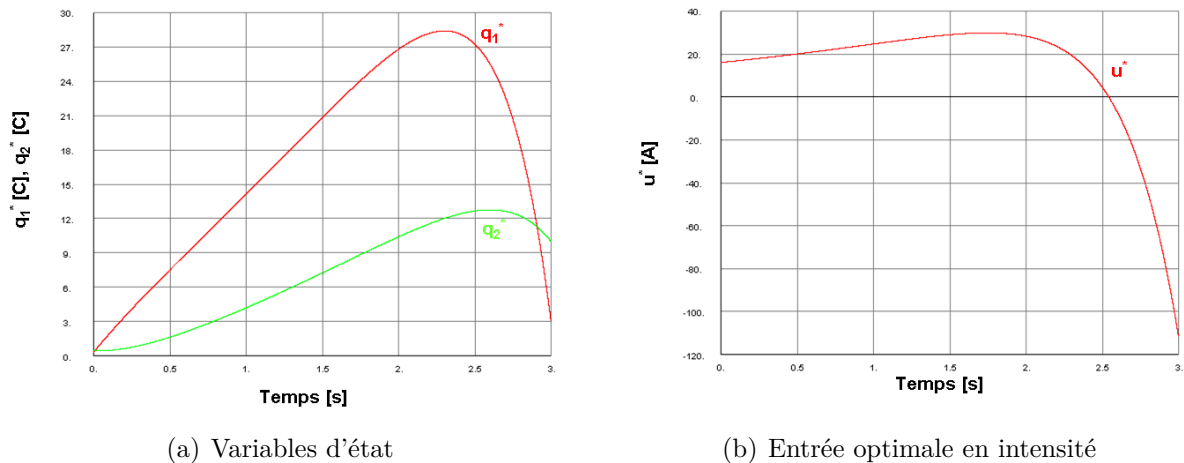 30.
27.
24.
21.
18.
15.
12.
9.
6.
3.
0.
q1* [C], q2* [C]
q1*
q2*
0. 0.5 1. 1.5 2. 2.5 3.
Temps [s]
(a) Variables d'état
40.
20.
0.
-20.
-40.
-60.
-80.
-100.
-120.
u* [A]
u*
0. 0.5 1. 1.5 2. 2.5 3.
Temps [s]
(b) Entrée optimale en intensité